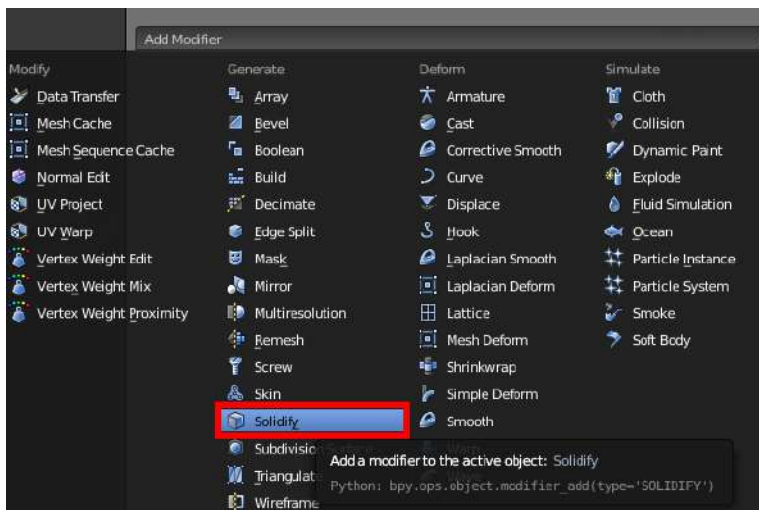 Add Modifier
Modify
Data Transfer
Mesh Cache
Mesh Sequence Cache
Normal Edit
UV Project
UV Warp
Vertex Weight Edit
Vertex Weight Mix
Vertex Weight Proximity
Generate
Array
Bevel
Boolean
Build
Decimate
Edge Split
Mask
Mirror
Multiresolution
Remesh
Screw
Skin
Solidify
Subdivision Surface
Triangulate
Wireframe
Deform
Armature
Cast
Corrective Smooth
Curve
Displace
Hook
Laplacian Smooth
Laplacian Deform
Lattice
Mesh Deform
Shrinkwrap
Simple Deform
Smooth
Warp
Simulate
Cloth
Collision
Dynamic Paint
Explode
Fluid Simulation
Ocean
Particle Instance
Particle System
Smoke
Soft Body
Add a modifier to the active object: Solidify
Python: bpy.ops.object.modifier_add(type='SOLIDIFY')